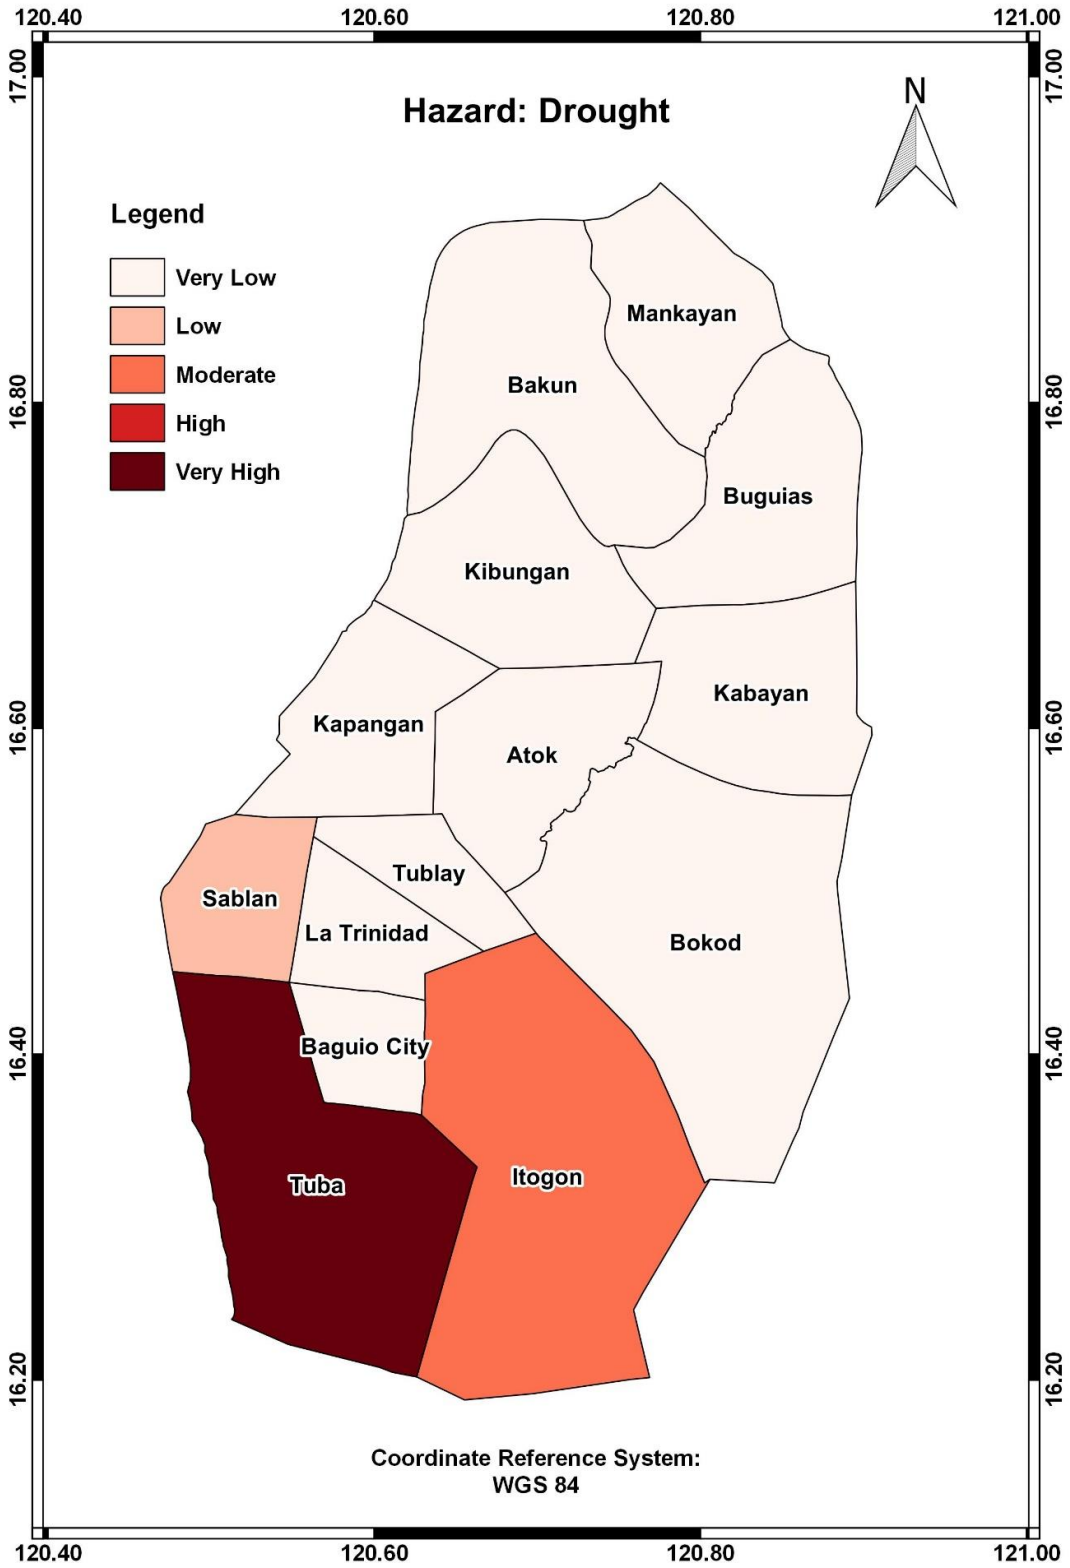 120.40 120.60 120.80 121.00
17.00 17.00
N
Hazard: Drought
Legend
Very Low
Low
Moderate
High
Very High
Mankayan
Bakun
16.80 16.80
Buguias
Kibungan
Kabayan
Kapangan
16.60 16.60
Atok
Tublay
Sablan
La Trinidad
Bokod
Baguio City
16.40 16.40
Itogon
Tuba
16.20 16.20
Coordinate Reference System:
WGS 84
120.40 120.60 120.80 121.00